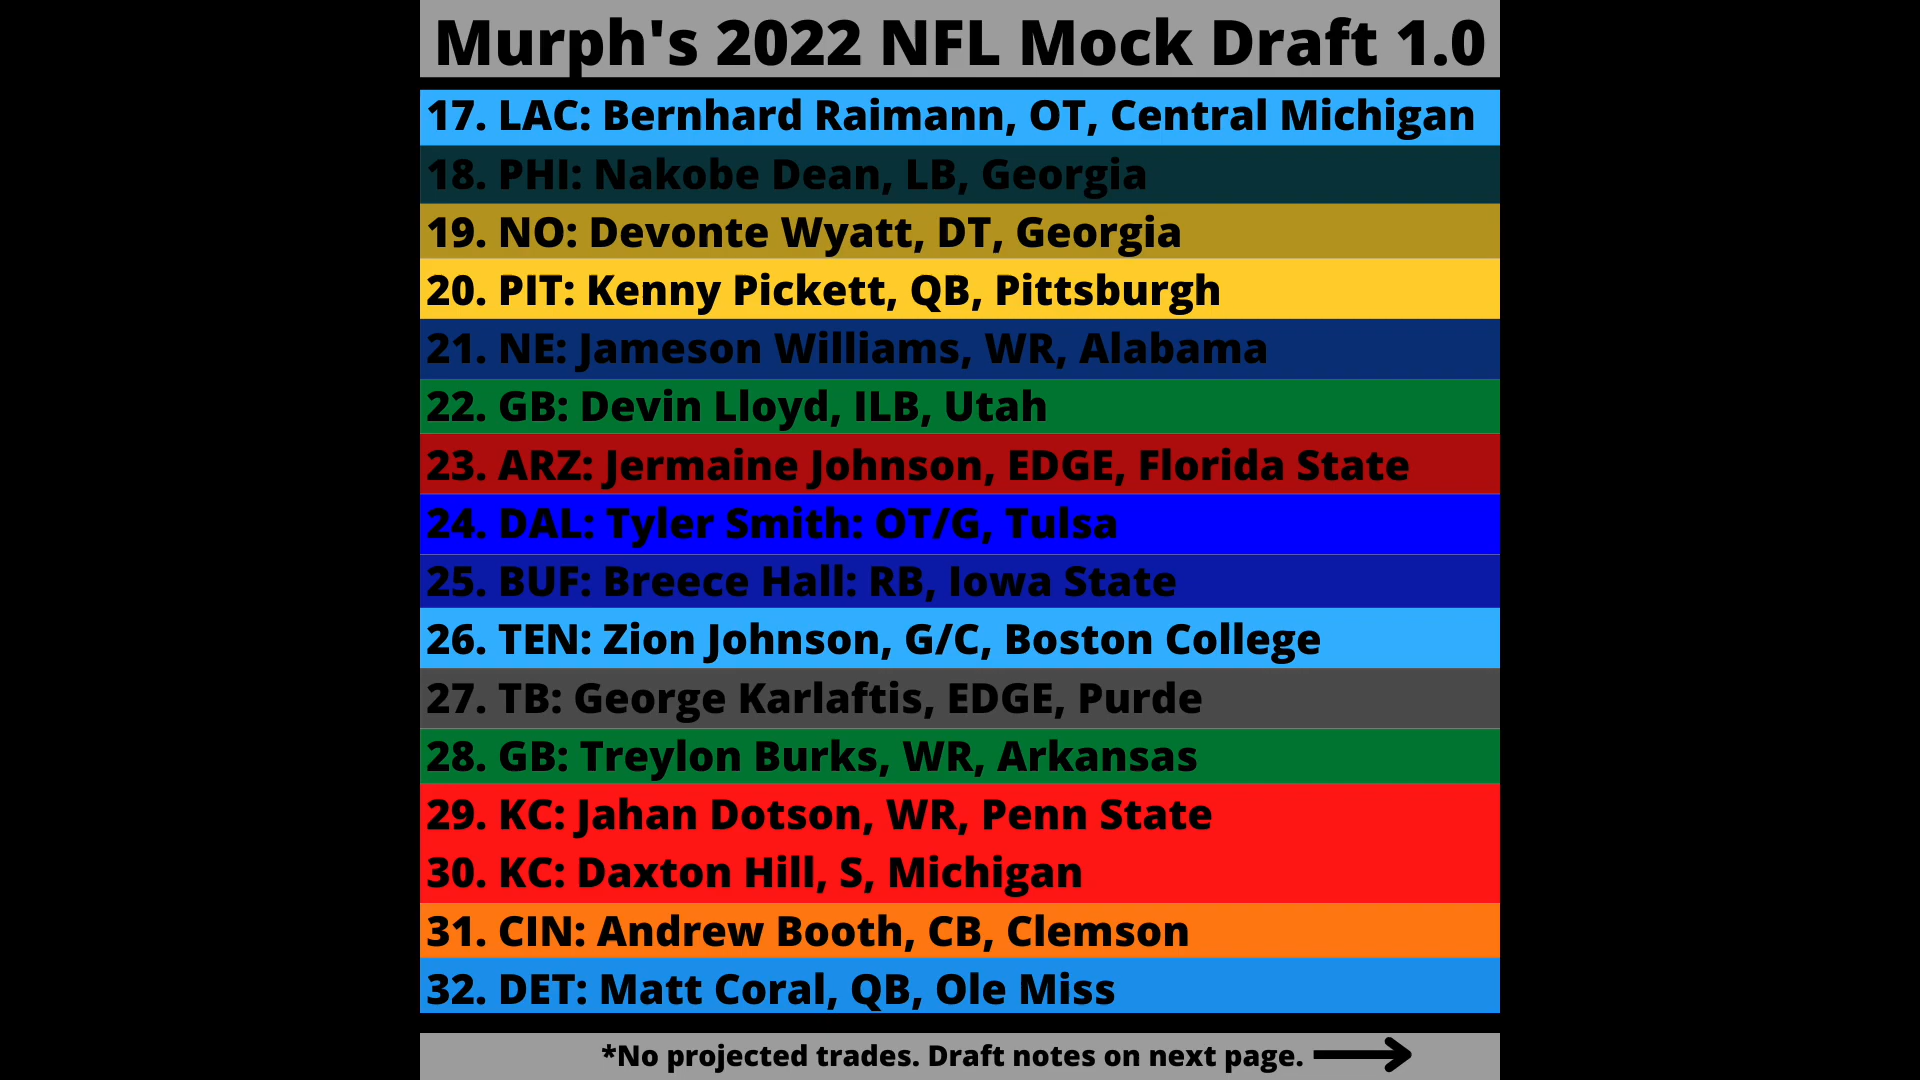 Murph's 2022 NFL Mock Draft 1.0
17. LAC: Bernhard Raimann, OT, Central Michigan
18. PHI: Nakobe Dean, LB, Georgia
19. NO: Devonte Wyatt, DT, Georgia
20. PIT: Kenny Pickett, QB, Pittsburgh
21. NE: Jameson Williams, WR, Alabama
22. GB: Devin Lloyd, ILB, Utah
23. ARZ: Jermaine Johnson, EDGE, Florida State
24. DAL: Tyler Smith: OT/G, Tulsa
25. BUF: Breece Hall: RB, Iowa State
26. TEN: Zion Johnson, G/C, Boston College
27. TB: George Karlaftis, EDGE, Purde
28. GB: Treylon Burks, WR, Arkansas
29. KC: Jahan Dotson, WR, Penn State
30. KC: Daxton Hill, S, Michigan
31. CIN: Andrew Booth, CB, Clemson
32. DET: Matt Coral, QB, Ole Miss
*No projected trades. Draft notes on next page.